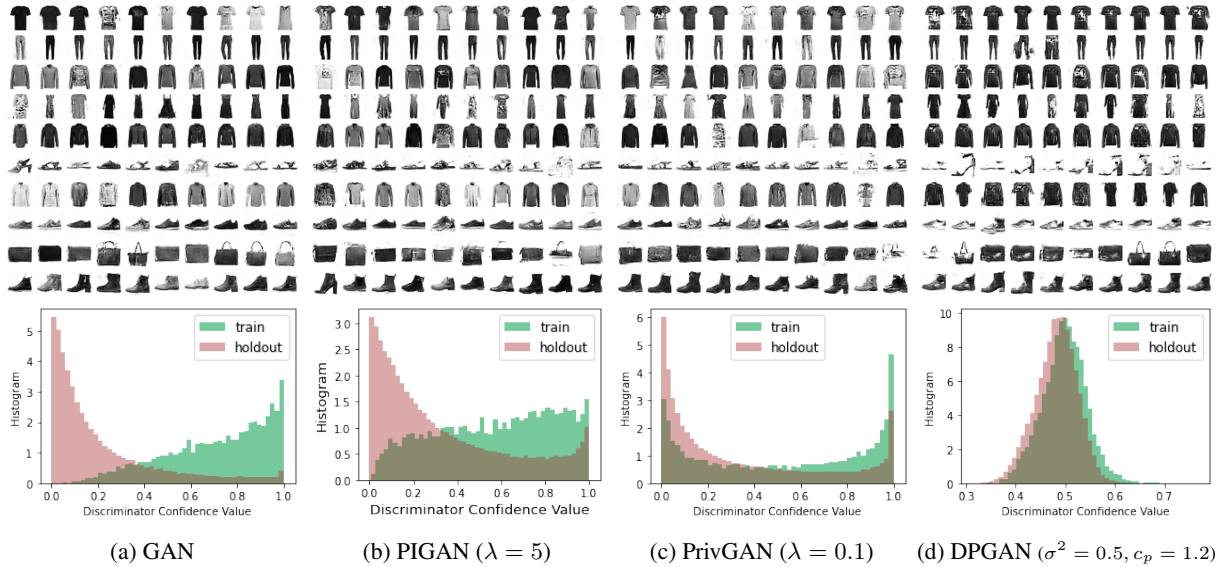 5
4
3
2
1
0
Histogram
train
holdout
0.0 0.2 0.4 0.6 0.8 1.0
Discriminator Confidence Value
3.0
2.5
2.0
1.5
1.0
0.5
0.0
Histogram
train
holdout
0.0 0.2 0.4 0.6 0.8 1.0
Discriminator Confidence Value
6
5
4
3
2
1
0
Histogram
train
holdout
0.0 0.2 0.4 0.6 0.8 1.0
Discriminator Confidence Value
10
8
6
4
2
0
Histogram
train
holdout
0.3 0.4 0.5 0.6 0.7
Discriminator Confidence Value
(a) GAN
(b) PIGAN (λ = 5)
(c) PrivGAN (λ = 0.1)
(d) DPGAN (σ² = 0.5, cₚ = 1.2)